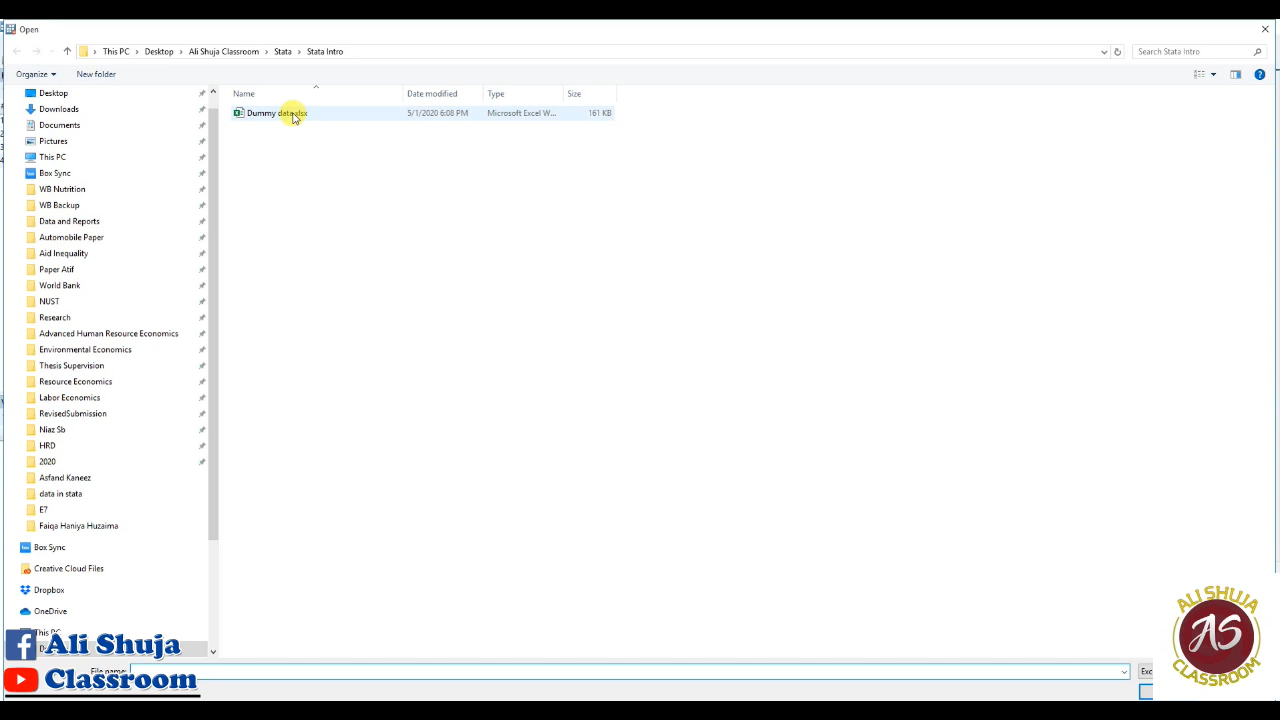 Open
This PC > Desktop > Ali Shuja Classroom > Stata > Stata Intro
Search Stata Intro
Organize
New folder
Name
Date modified
Type
Size
Dummy data.xlsx
5/1/2020 6:08 PM
Microsoft Excel W...
161 KB
Desktop
Downloads
Documents
Pictures
This PC
Box Sync
WB Nutrition
WB Backup
Data and Reports
Automobile Paper
Aid Inequality
Paper Atif
World Bank
NUST
Research
Advanced Human Resource Economics
Environmental Economics
Thesis Supervision
Resource Economics
Labor Economics
RevisedSubmission
Niaz Sb
HRD
2020
Asfand Kaneez
data in stata
E7
Faiqa Haniya Huzaima
Box Sync
Creative Cloud Files
Dropbox
OneDrive
This PC
File name:
Exc
Ali Shuja
Classroom
ALI SHUJA
AS
CLASSROOM